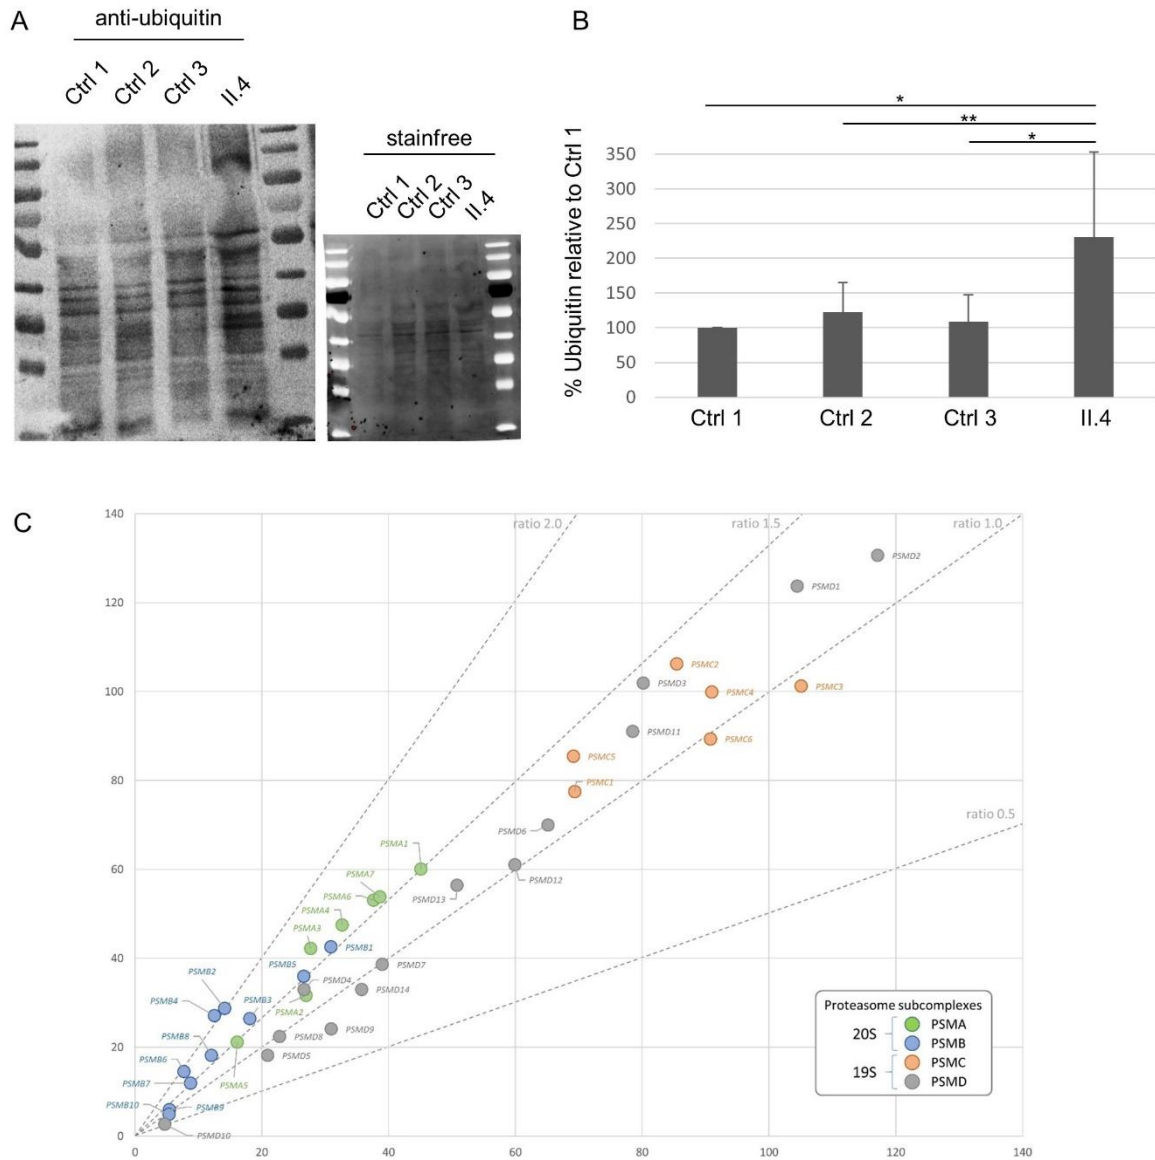 A
anti-ubiquitin
Ctrl 1 Ctrl 2 Ctrl 3 II.4
stainfree
Ctrl 1 Ctrl 2 Ctrl 3 II.4
B
*
**
*
% Ubiquitin relative to Ctrl 1
350
300
250
200
150
100
50
0
Ctrl 1 Ctrl 2 Ctrl 3 II.4
C
140
120
100
80
60
40
20
0
0 20 40 60 80 100 120 140
ratio 2.0
ratio 1.5
ratio 1.0
ratio 0.5
PSMD2
PSMD1
PSMC2
PSMD3
PSMC4
PSMC3
PSMD11
PSMC6
PSMC5
PSMC1
PSMD6
PSMA1
PSMD12
PSMA7
PSMA6
PSMD13
PSMA4
PSMA3
PSMB1
PSMB5
PSMD7
PSMB2
PSMD4
PSMD14
PSMB4
PSMB3
PSMA2
PSMD9
PSMB8
PSMD8
PSMB6
PSMD5
PSMB7
PSMA5
PSMB10
PSMB9
PSMD10
Proteasome subcomplexes
20S
PSMA
PSMB
19S
PSMC
PSMD